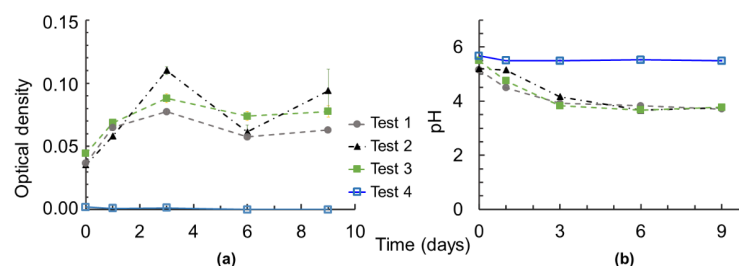 0.15
0.10
0.05
0.00
Optical density
0 2 4 6 8 10
(a)
Test 1
Test 2
Test 3
Test 4
Time (days)
6
4
2
0
pH
0 3 6 9
(b)